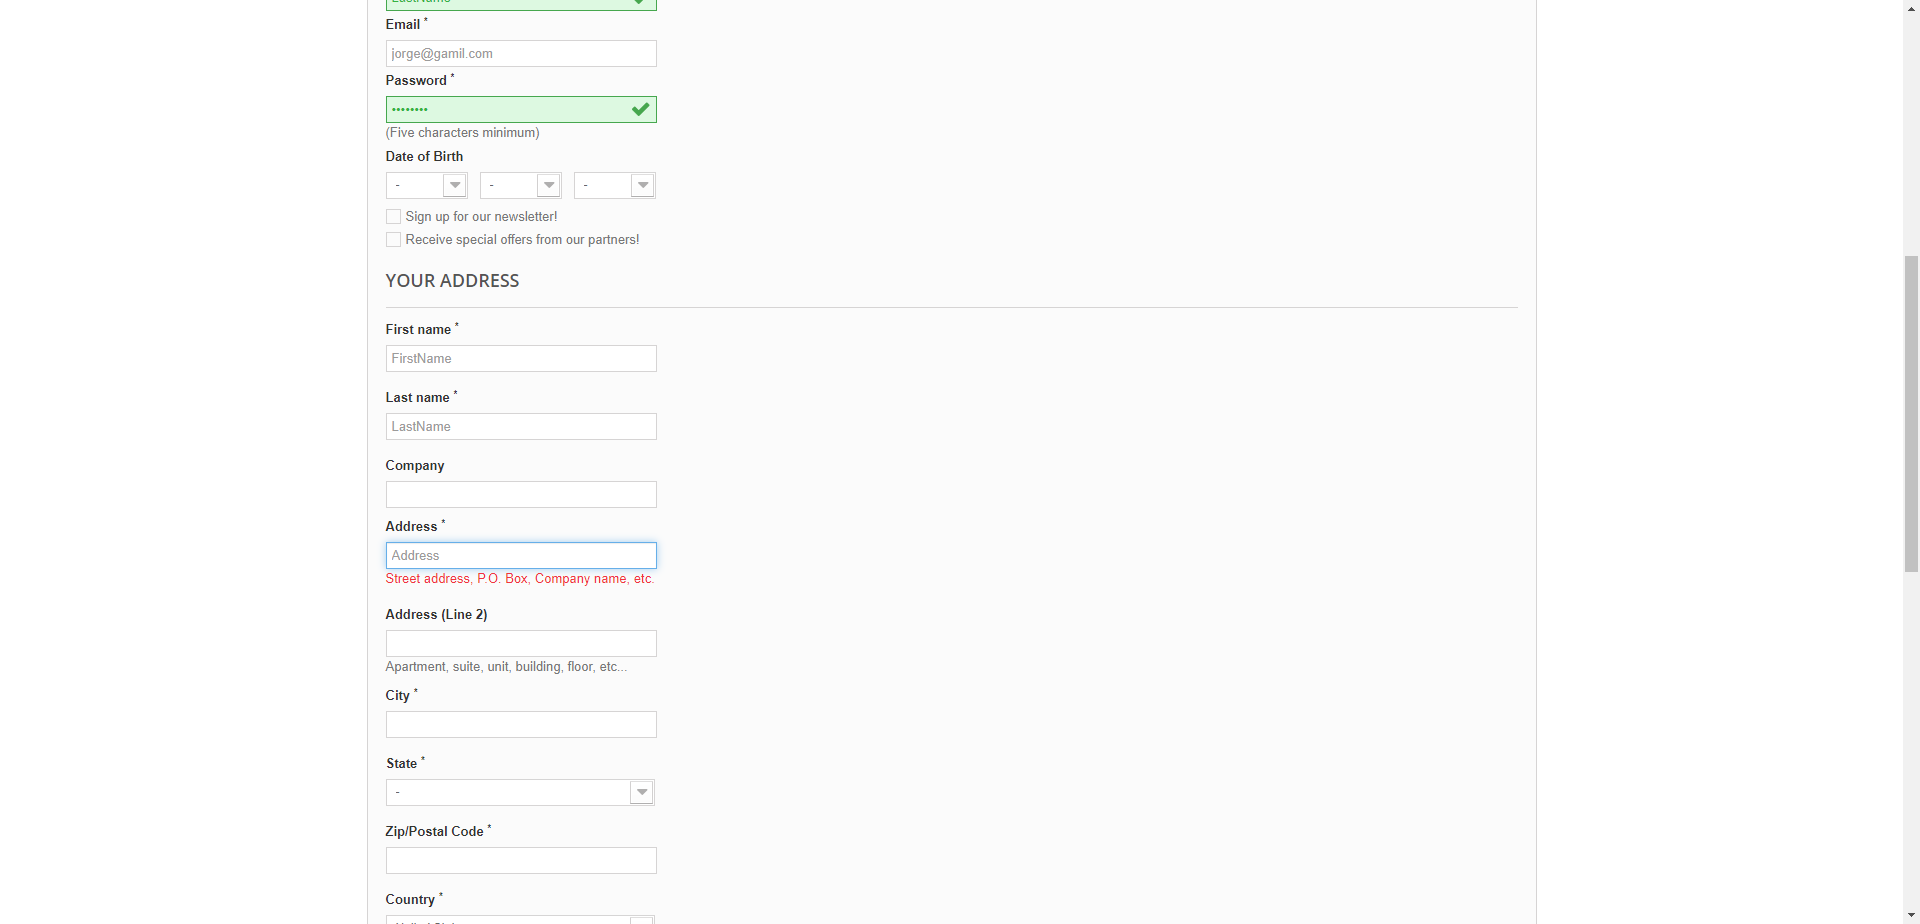 LastName
Email *
jorge@gamil.com
Password *
••••••••
(Five characters minimum)
Date of Birth
- - -
Sign up for our newsletter!
Receive special offers from our partners!
YOUR ADDRESS
First name *
FirstName
Last name *
LastName
Company
Address *
Address
Street address, P.O. Box, Company name, etc.
Address (Line 2)
Apartment, suite, unit, building, floor, etc...
City *
State *
-
Zip/Postal Code *
Country *